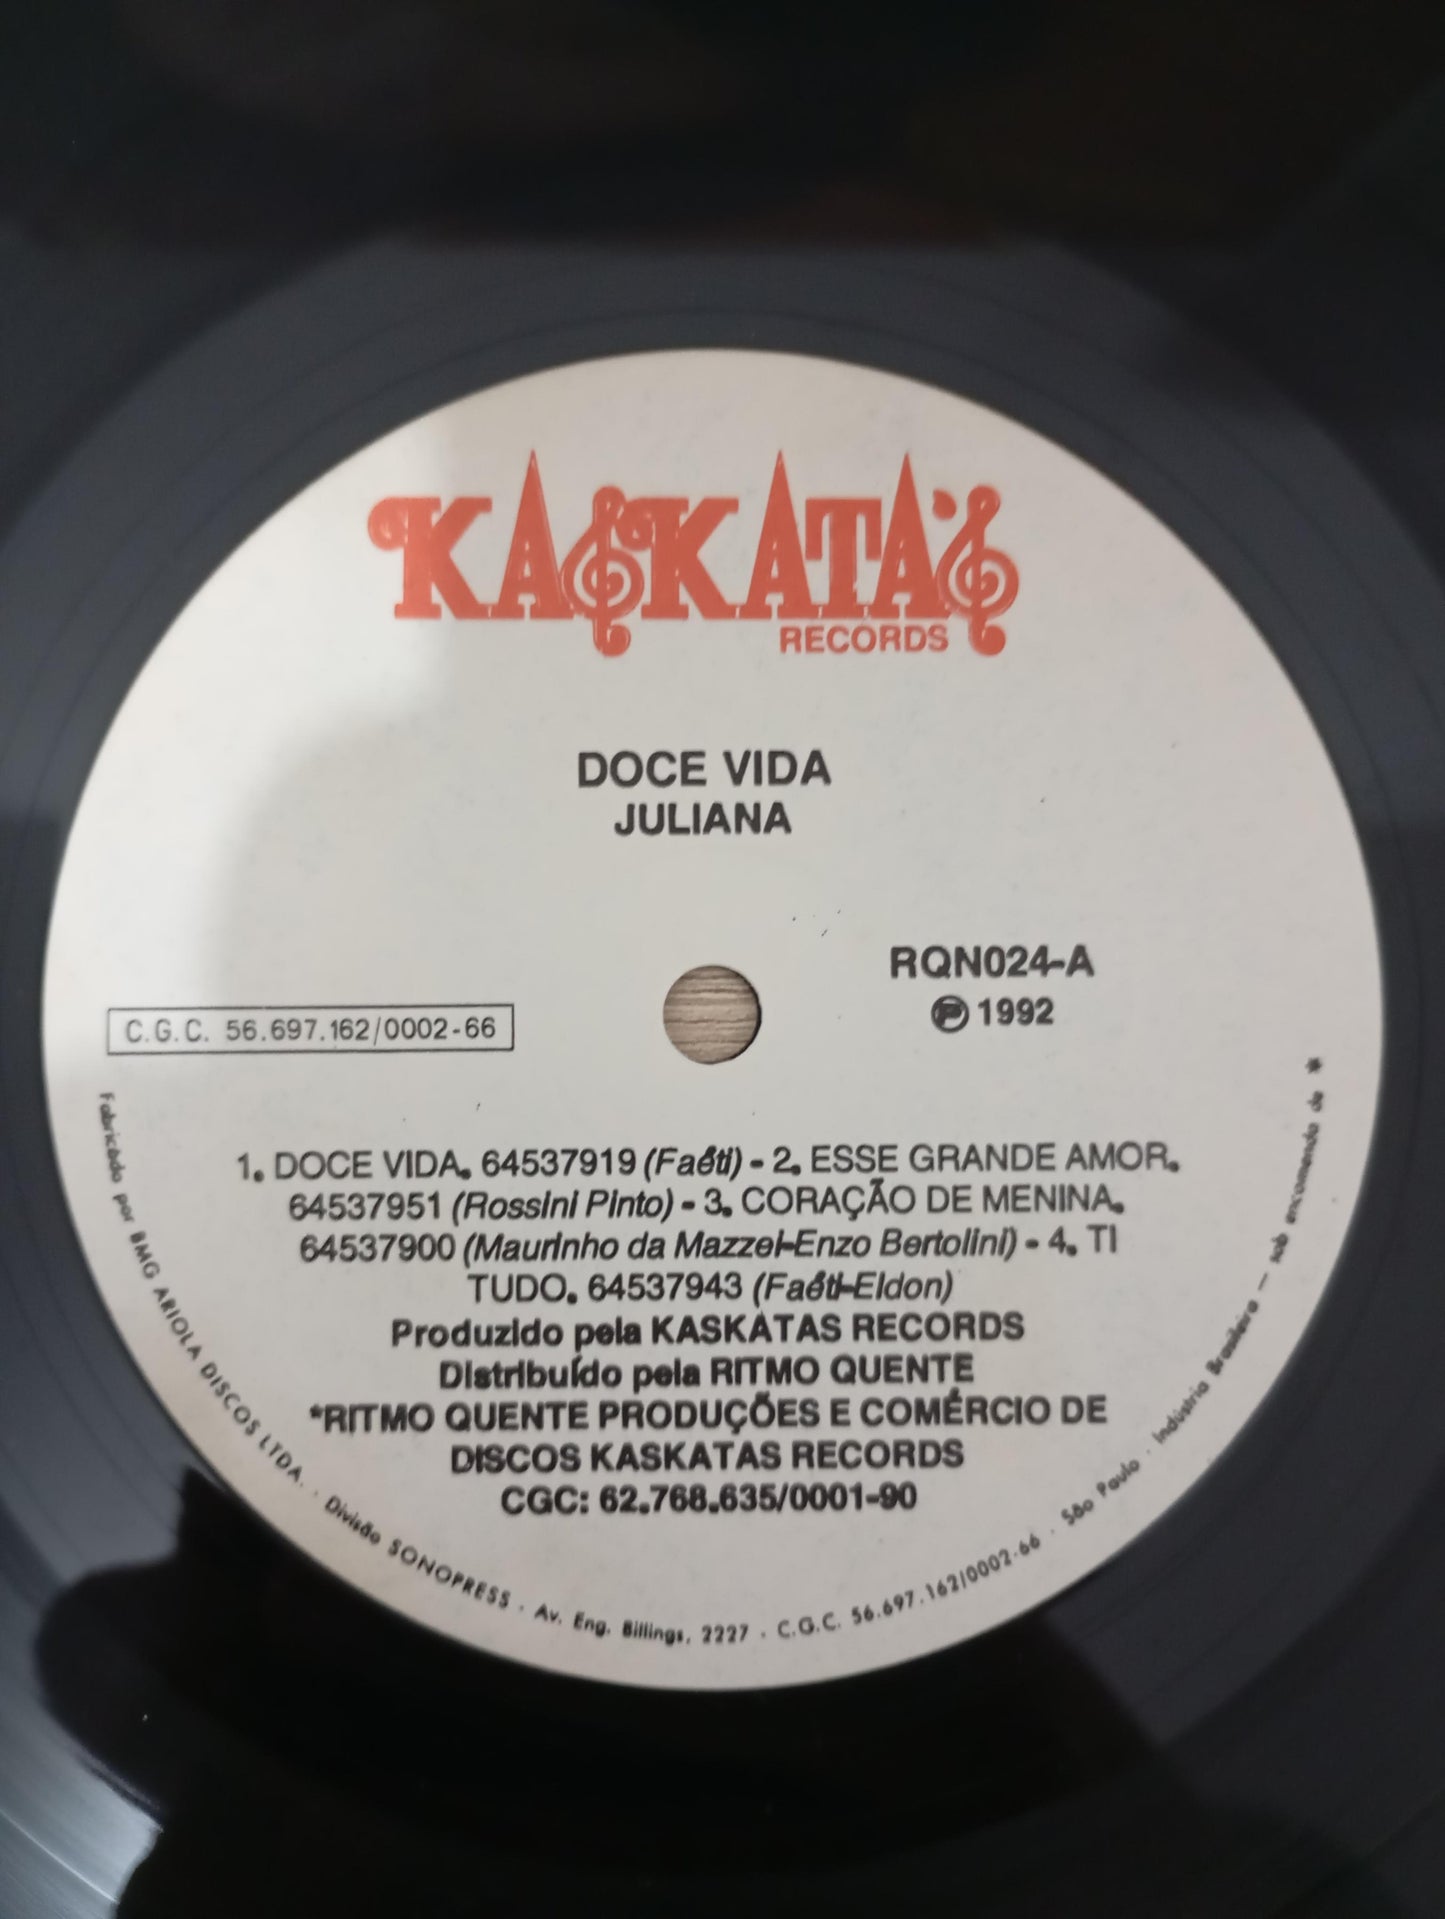 KASKATAS
RECORDS
DOCE VIDA
JULIANA
RQN024-A
Ⓟ 1992
C.G.C. 56.697.162/0002-66
1. DOCE VIDA. 64537919 (Faéti) - 2. ESSE GRANDE AMOR.
64537951 (Rossini Pinto) - 3. CORAÇÃO DE MENINA.
64537900 (Maurinho da Mazzei-Enzo Bertolini) - 4. TI
TUDO. 64537943 (Faéti-Eldon)
Produzido pela KASKATAS RECORDS
Distribuído pela RITMO QUENTE
*RITMO QUENTE PRODUÇÕES E COMÉRCIO DE
DISCOS KASKATAS RECORDS
CGC: 62.768.635/0001-90
Fabricado por BMG ARIOLA DISCOS LTDA. . Divisão SONOPRESS . Av. Eng. Billings, 2227 . C.G.C. 56.697.162/0002-66 . São Paulo . Indústria Brasileira — sob encomenda de *